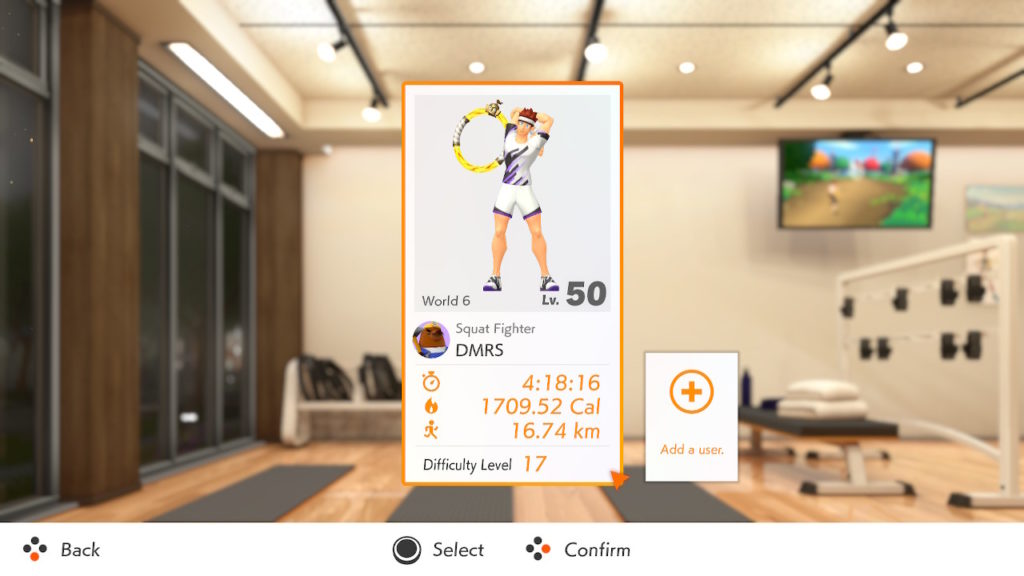 World 6
Lv. 50
Squat Fighter
DMRS
4:18:16
1709.52 Cal
16.74 km
Difficulty Level 17
Add a user.
Back
Select
Confirm